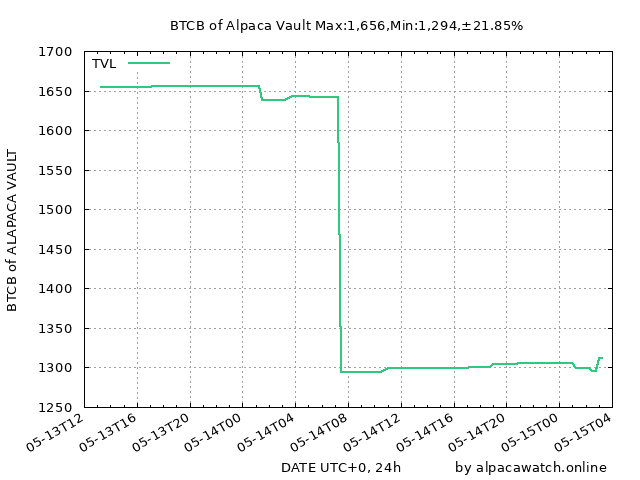 BTCB of Alpaca Vault Max:1,656,Min:1,294,±21.85%
TVL
BTCB of ALAPACA VAULT
1700
1650
1600
1550
1500
1450
1400
1350
1300
1250
05-13T12
05-13T16
05-13T20
05-14T00
05-14T04
05-14T08
05-14T12
05-14T16
05-14T20
05-15T00
05-15T04
DATE UTC+0, 24h
by alpacawatch.online